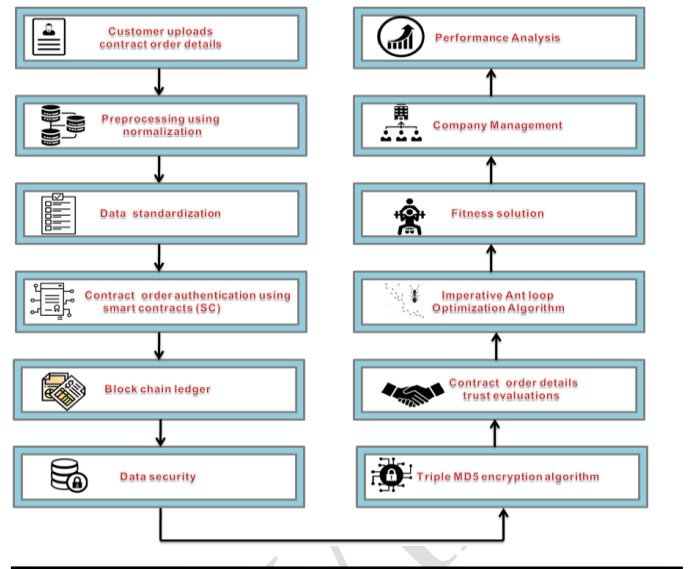 Customer uploads
contract order details
Preprocessing using
normalization
Data standardization
Contract order authentication using
smart contracts (SC)
Block chain ledger
Data security
Triple MD5 encryption algorithm
Contract order details
trust evaluations
Imperative Ant loop
Optimization Algorithm
Fitness solution
Company Management
Performance Analysis